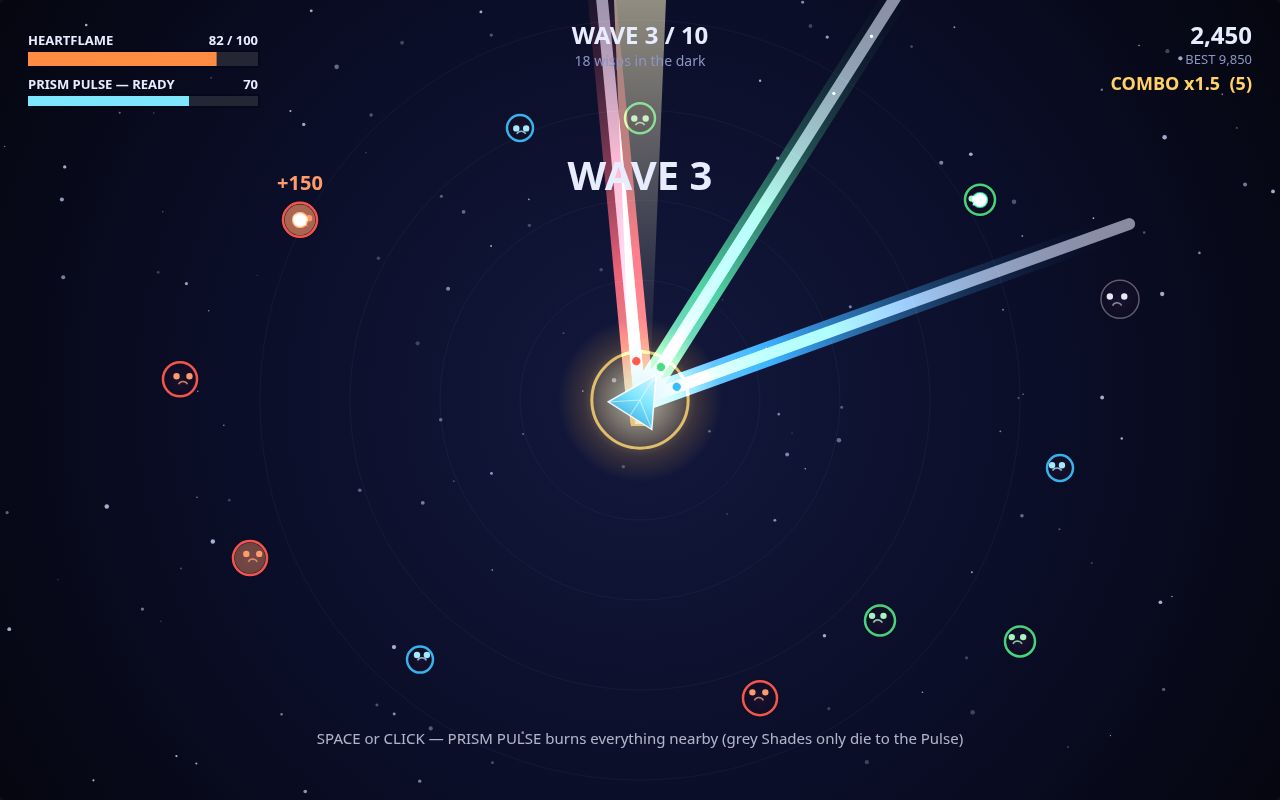 HEARTFLAME 82 / 100
PRISM PULSE — READY 70
WAVE 3 / 10
18 wisps in the dark
2,450
BEST 9,850
COMBO x1.5 (5)
WAVE 3
+150
SPACE or CLICK — PRISM PULSE burns everything nearby (grey Shades only die to the Pulse)